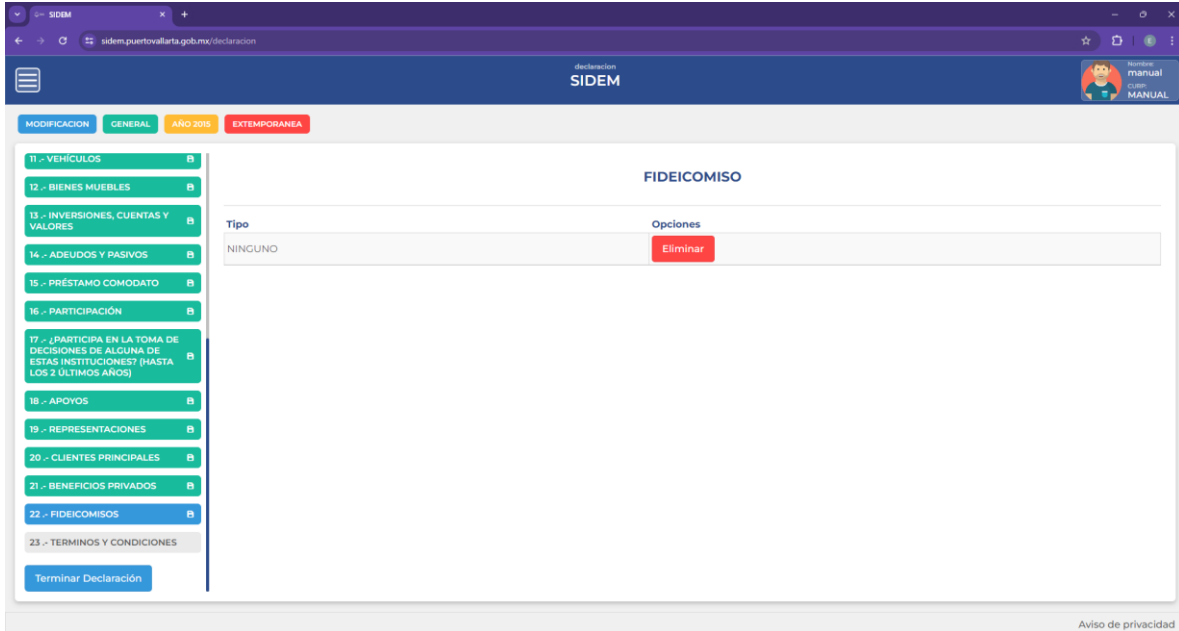 SIDEM
sidem.puertovallarta.gob.mx/declaracion
declaracion
SIDEM
Nombre:
manual
CURP:
MANUAL
MODIFICACION GENERAL AÑO 2015 EXTEMPORANEA
11 .- VEHÍCULOS
12 .- BIENES MUEBLES
13 .- INVERSIONES, CUENTAS Y
VALORES
14 .- ADEUDOS Y PASIVOS
15 .- PRÉSTAMO COMODATO
16 .- PARTICIPACIÓN
17 .- ¿PARTICIPA EN LA TOMA DE
DECISIONES DE ALGUNA DE
ESTAS INSTITUCIONES? (HASTA
LOS 2 ÚLTIMOS AÑOS)
18 .- APOYOS
19 .- REPRESENTACIONES
20 .- CLIENTES PRINCIPALES
21 .- BENEFICIOS PRIVADOS
22 .- FIDEICOMISOS
23 .- TERMINOS Y CONDICIONES
Terminar Declaración
FIDEICOMISO
Tipo Opciones
NINGUNO Eliminar
Aviso de privacidad